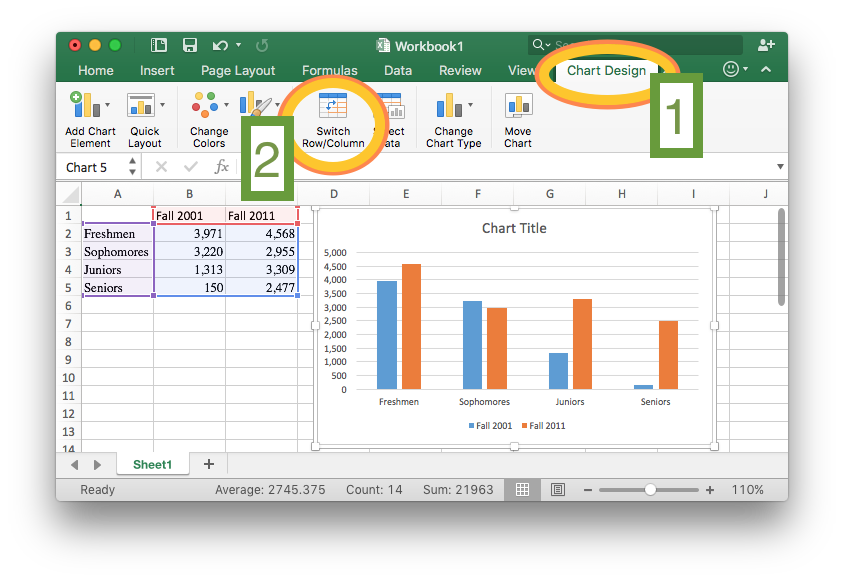 Workbook1
Home Insert Page Layout Formulas Data Review View Chart Design
1
Add Chart Element
Quick Layout
Change Colors
2
Switch Row/Column
Change Chart Type
Move Chart
Chart 5 fx
A B D E F G H I J
1 Fall 2001 Fall 2011
2 Freshmen 3,971 4,568
3 Sophomores 3,220 2,955
4 Juniors 1,313 3,309
5 Seniors 150 2,477
6
7
8
9
10
11
12
13
14
Chart Title
5,000
4,500
4,000
3,500
3,000
2,500
2,000
1,500
1,000
500
0
Freshmen Sophomores Juniors Seniors
Fall 2001 Fall 2011
Sheet1 +
Ready Average: 2745.375 Count: 14 Sum: 21963 110%